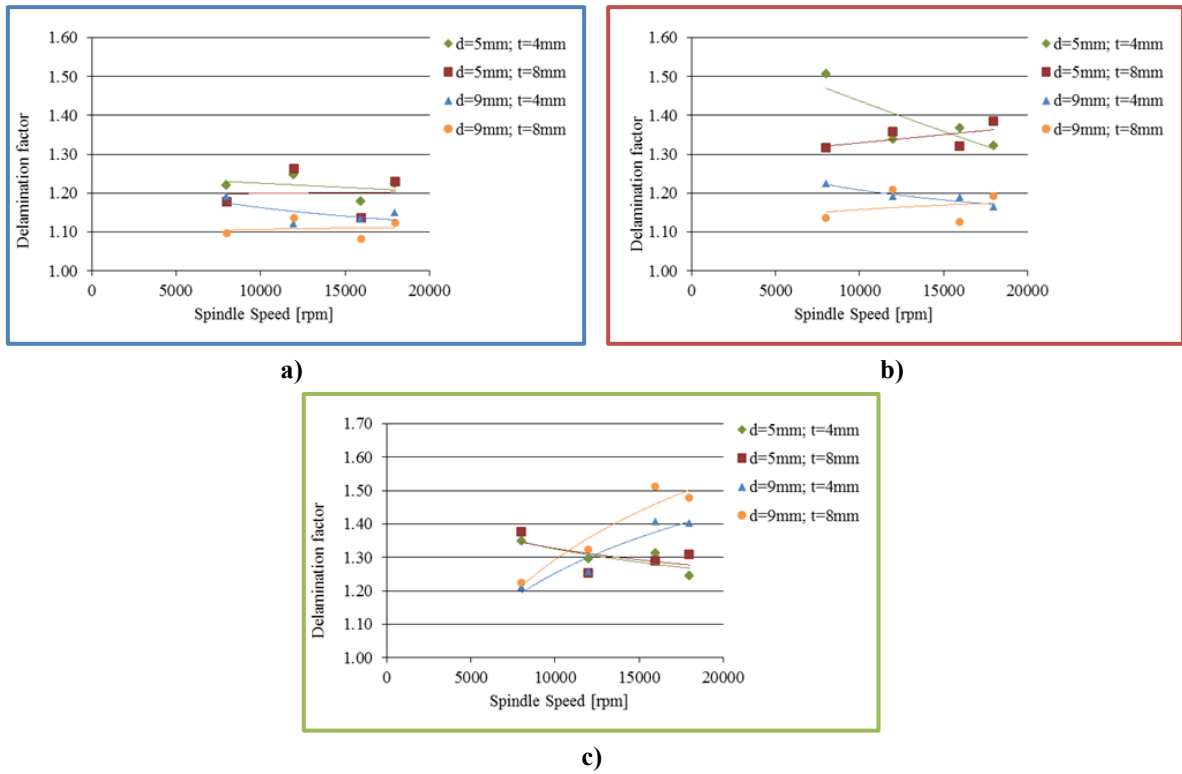 1.60
1.50
1.40
1.30
1.20
1.10
1.00
Delamination factor
0
5000
10000
15000
20000
Spindle Speed [rpm]
d=5mm; t=4mm
d=5mm; t=8mm
d=9mm; t=4mm
d=9mm; t=8mm
a)
1.60
1.50
1.40
1.30
1.20
1.10
1.00
Delamination factor
0
5000
10000
15000
20000
Spindle Speed [rpm]
d=5mm; t=4mm
d=5mm; t=8mm
d=9mm; t=4mm
d=9mm; t=8mm
b)
1.70
1.60
1.50
1.40
1.30
1.20
1.10
1.00
Delamination factor
0
5000
10000
15000
20000
Spindle Speed [rpm]
d=5mm; t=4mm
d=5mm; t=8mm
d=9mm; t=4mm
d=9mm; t=8mm
c)